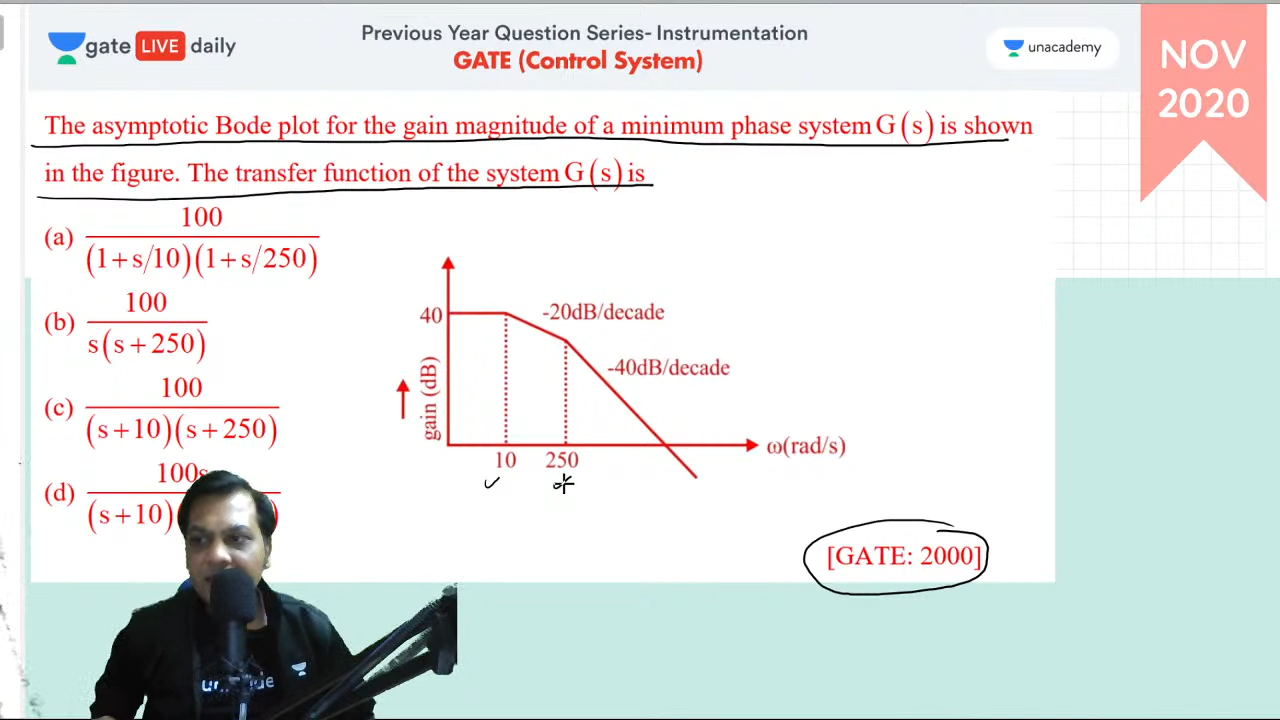 gate LIVE daily
Previous Year Question Series- Instrumentation
GATE (Control System)
unacademy
NOV
2020
The asymptotic Bode plot for the gain magnitude of a minimum phase system G(s) is shown
in the figure. The transfer function of the system G(s) is
(a) 100
(1+s/10)(1+s/250)
(b) 100
s(s+250)
(c) 100
(s+10)(s+250)
(d) 100s
(s+10)( )
40
-20dB/decade
-40dB/decade
gain (dB)
ω(rad/s)
10 250
[GATE: 2000]